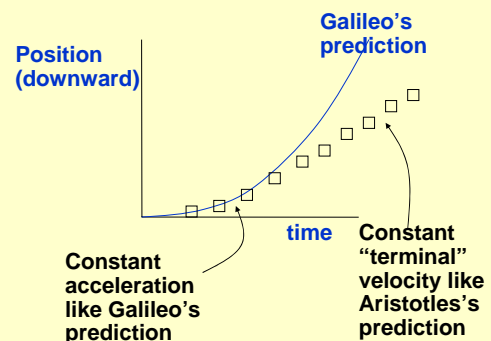 Galileo's
prediction
Position
(downward)
time
Constant
acceleration
like Galileo's
prediction
Constant
“terminal”
velocity like
Aristotles's
prediction